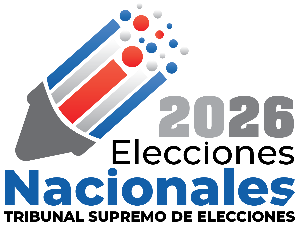 2026
Elecciones
Nacionales
TRIBUNAL SUPREMO DE ELECCIONES